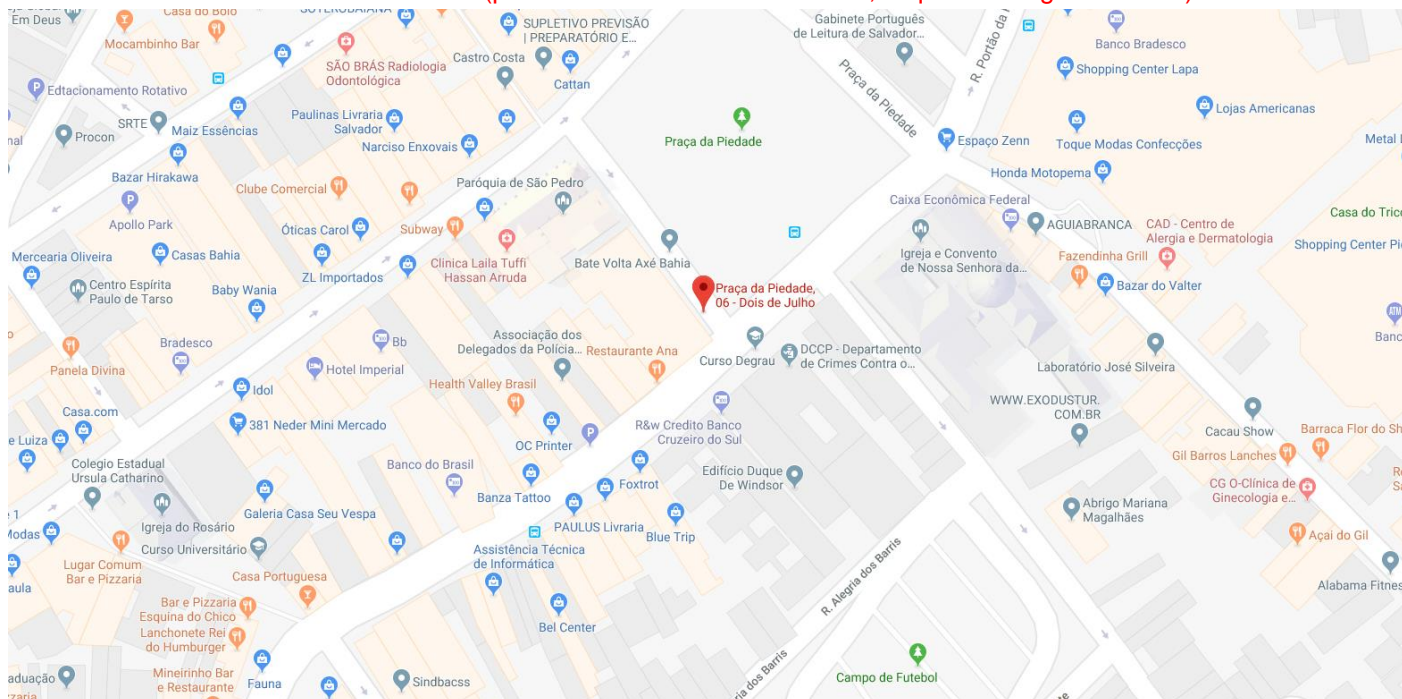 Em Deus
Casa do Bolo
SOTEROBAIANA
SUPLETIVO PREVISÃO
| PREPARATÓRIO E...
Gabinete Português
de Leitura de Salvador...
R. Portão da
Mocambinho Bar
SÃO BRÁS Radiologia
Odontológica
Castro Costa
Cattan
Praça da Piedade
Banco Bradesco
Shopping Center Lapa
Edtacionamento Rotativo
Lojas Americanas
Procon
SRTE
Maiz Essências
Paulinas Livraria
Salvador
Narciso Enxovais
Praça da Piedade
Espaço Zenn
Toque Modas Confecções
Metal
Bazar Hirakawa
Clube Comercial
Paróquia de São Pedro
Honda Motopema
Caixa Econômica Federal
Apollo Park
Óticas Carol
Subway
AGUIABRANCA
CAD - Centro de
Alergia e Dermatologia
Casa do Trico
Mercearia Oliveira
Casas Bahia
ZL Importados
Clinica Laila Tuffi
Hassan Arruda
Bate Volta Axé Bahia
Igreja e Convento
de Nossa Senhora da...
Fazendinha Grill
Shopping Center
Centro Espírita
Paulo de Tarso
Baby Wania
Praça da Piedade,
06 - Dois de Julho
Bazar do Valter
Bradesco
Bb
Associação dos
Delegados da Polícia...
Restaurante Ana
Curso Degrau
DCCP - Departamento
de Crimes Contra o...
ATM
Banc
Panela Divina
Hotel Imperial
Laboratório José Silveira
Idol
Health Valley Brasil
WWW.EXODUSTUR.
COM.BR
Casa.com
381 Neder Mini Mercado
R&w Credito Banco
Cruzeiro do Sul
Cacau Show
Barraca Flor do Sh
e Luiza
OC Printer
Gil Barros Lanches
Colegio Estadual
Ursula Catharino
Banco do Brasil
Edifício Duque
De Windsor
CG O-Clínica de
Ginecologia e...
Banza Tattoo
Foxtrot
Igreja do Rosário
Galeria Casa Seu Vespa
PAULUS Livraria
Blue Trip
Abrigo Mariana
Magalhães
Modas
Curso Universitário
Assistência Técnica
de Informática
R. Alegria dos Barris
Açai do Gil
Lugar Comum
Bar e Pizzaria
Casa Portuguesa
aula
Alabama Fitnes
Bar e Pizzaria
Esquina do Chico
Lanchonete Rei
do Humburger
Bel Center
Mineirinho Bar
e Restaurante
Fauna
Sindbacss
ria dos Barris
Campo de Futebol
aduação